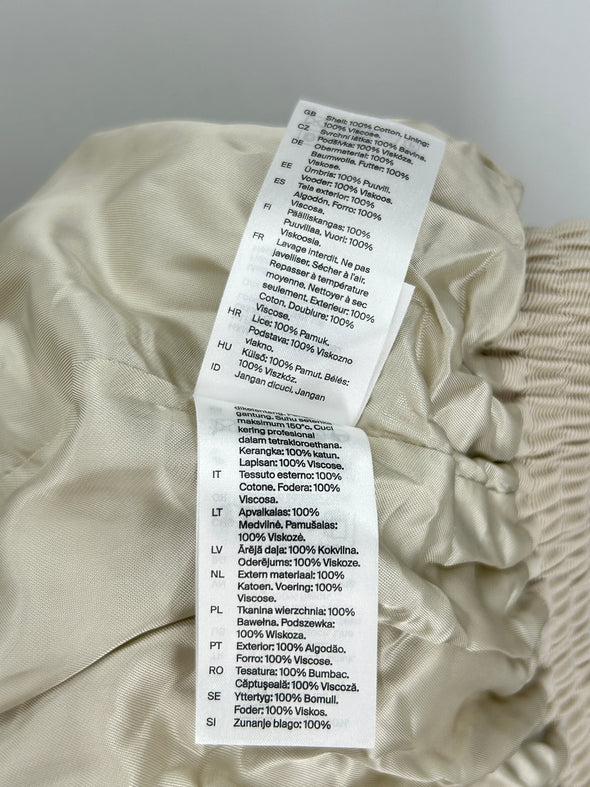 GB Shell: 100% Cotton. Lining:
100% Viscose.
CZ Svrchní látka: 100% Bavlna.
Podšívka: 100% Viskóza.
DE Obermaterial: 100%
Baumwolle. Futter: 100%
Viskose.
EE Ümbris: 100% Puuvill.
Vooder: 100% Viskoos.
ES Tela exterior: 100%
Algodón. Forro: 100%
Viscosa.
FI Päälliskangas: 100%
Puuvillaa. Vuori: 100%
Viskoosia.
FR Lavage interdit. Ne pas
javelliser. Sécher à l'air.
Repasser à température
moyenne. Nettoyer à sec
seulement. Exterieur: 100%
Coton. Doublure: 100%
Viscose.
HR Lice: 100% Pamuk.
Podstava: 100% Viskozno
vlakno.
HU Külső: 100% Pamut. Bélés:
100% Viszkóz.
ID Jangan dicuci. Jangan
gantung. Suhu seterika
maksimum 150°c. Cuci
kering profesional
dalam tetrakloroethana.
Kerangka: 100% katun.
Lapisan: 100% Viscose.
IT Tessuto esterno: 100%
Cotone. Fodera: 100%
Viscosa.
LT Apvalkalas: 100%
Medvilnė. Pamušalas:
100% Viskozė.
LV Ārējā daļa: 100% Kokvilna.
Oderējums: 100% Viskoze.
NL Extern materiaal: 100%
Katoen. Voering: 100%
Viscose.
PL Tkanina wierzchnia: 100%
Bawełna. Podszewka:
100% Wiskoza.
PT Exterior: 100% Algodão.
Forro: 100% Viscose.
RO Tesatura: 100% Bumbac.
Căptuşeală: 100% Viscoză.
SE Yttertyg: 100% Bomull.
Foder: 100% Viskos.
SI Zunanje blago: 100%